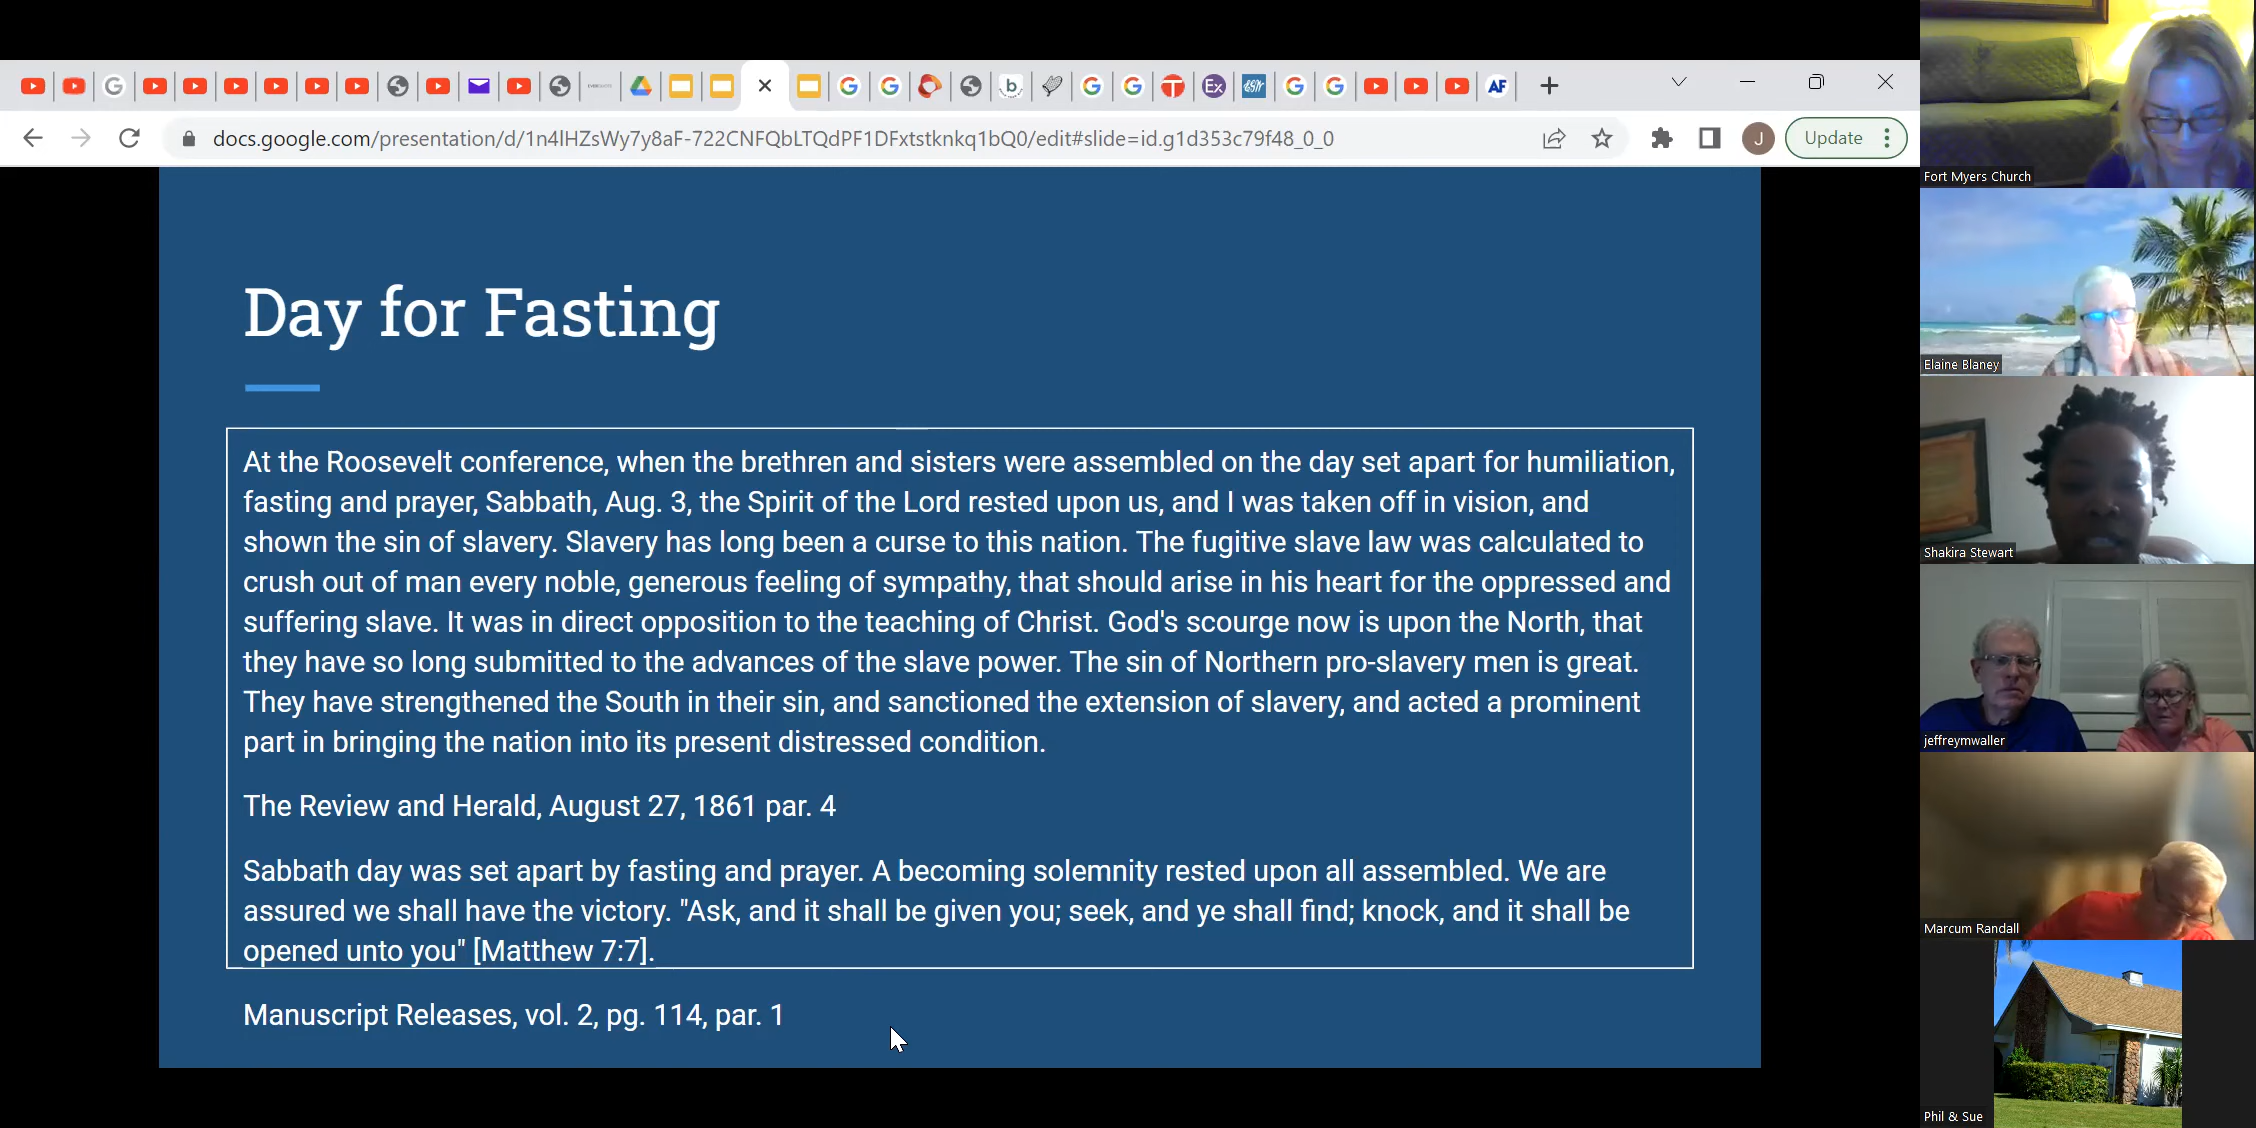 docs.google.com/presentation/d/1n4lHZsWy7y8aF-722CNFQbLTQdPF1DFxtstknkq1bQ0/edit#slide=id.g1d353c79f48_0_0
J
Update
Ex
AF
b
Day for Fasting
At the Roosevelt conference, when the brethren and sisters were assembled on the day set apart for humiliation,
fasting and prayer, Sabbath, Aug. 3, the Spirit of the Lord rested upon us, and I was taken off in vision, and
shown the sin of slavery. Slavery has long been a curse to this nation. The fugitive slave law was calculated to
crush out of man every noble, generous feeling of sympathy, that should arise in his heart for the oppressed and
suffering slave. It was in direct opposition to the teaching of Christ. God's scourge now is upon the North, that
they have so long submitted to the advances of the slave power. The sin of Northern pro-slavery men is great.
They have strengthened the South in their sin, and sanctioned the extension of slavery, and acted a prominent
part in bringing the nation into its present distressed condition.
The Review and Herald, August 27, 1861 par. 4
Sabbath day was set apart by fasting and prayer. A becoming solemnity rested upon all assembled. We are
assured we shall have the victory. "Ask, and it shall be given you; seek, and ye shall find; knock, and it shall be
opened unto you" [Matthew 7:7].
Manuscript Releases, vol. 2, pg. 114, par. 1
Fort Myers Church
Elaine Blaney
Shakira Stewart
jeffreymwaller
Marcum Randall
Phil & Sue